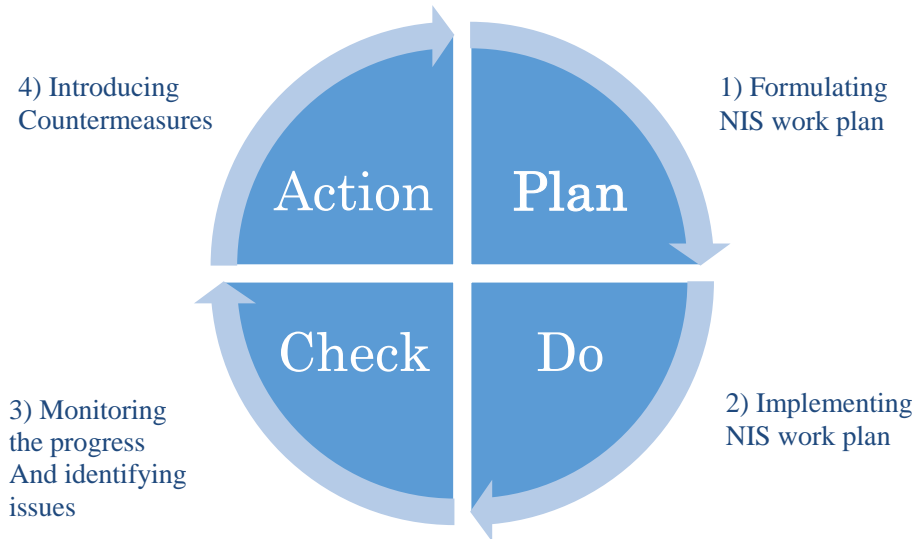 4) Introducing
Countermeasures
1) Formulating
NIS work plan
Action
Plan
Check
Do
3) Monitoring
the progress
And identifying
issues
2) Implementing
NIS work plan